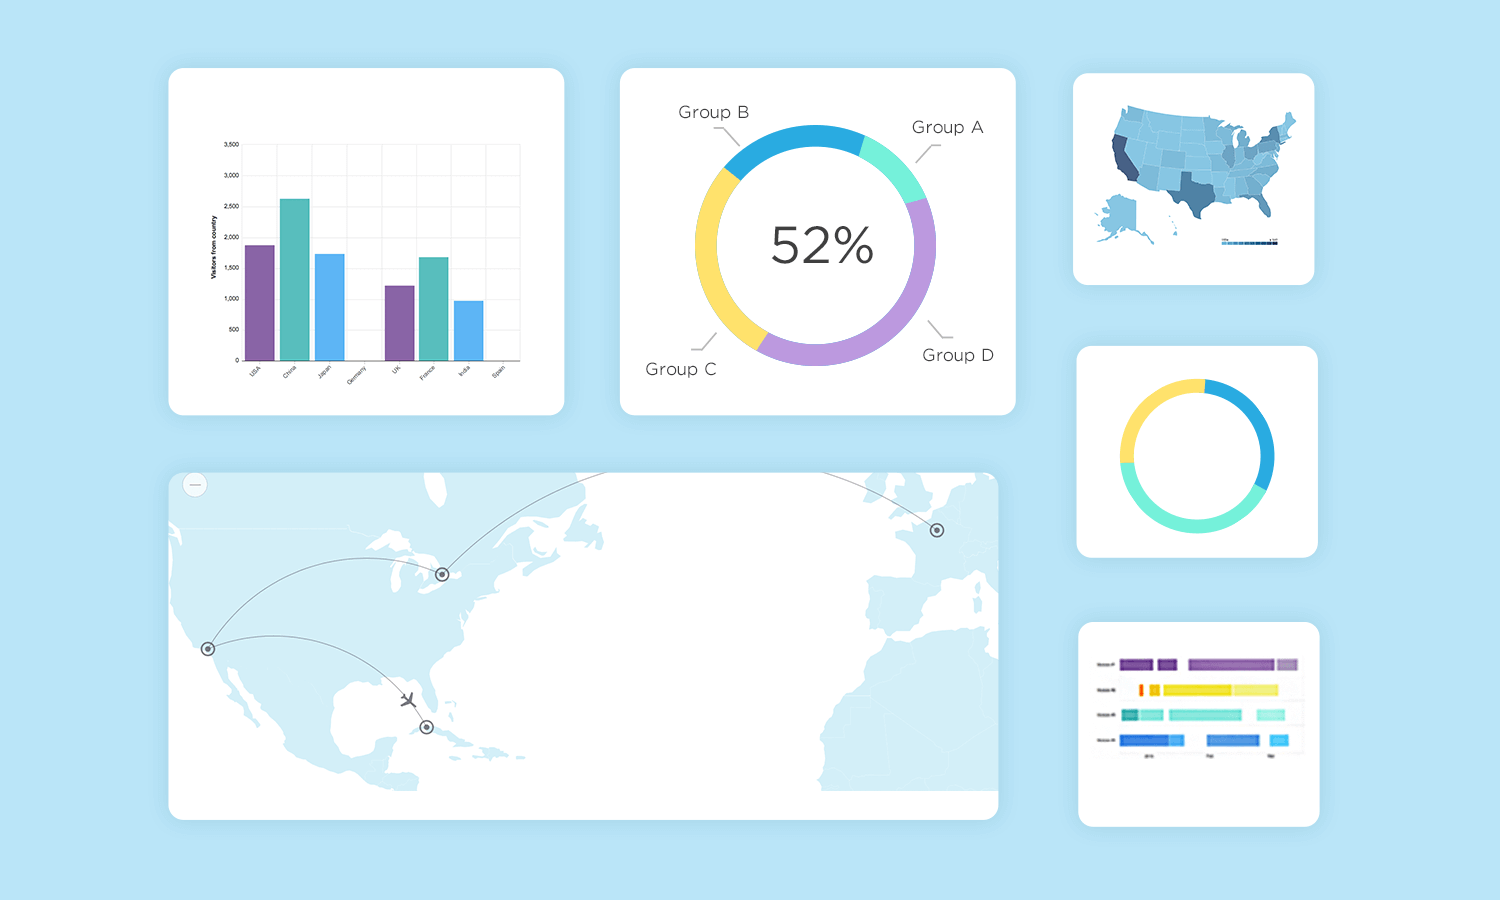 3,500
3,000
2,500
2,000
1,500
1,000
500
0
Visitors from country
USA
China
Japan
Germany
UK
France
India
Spain
Group B
Group A
52%
Group C
Group D